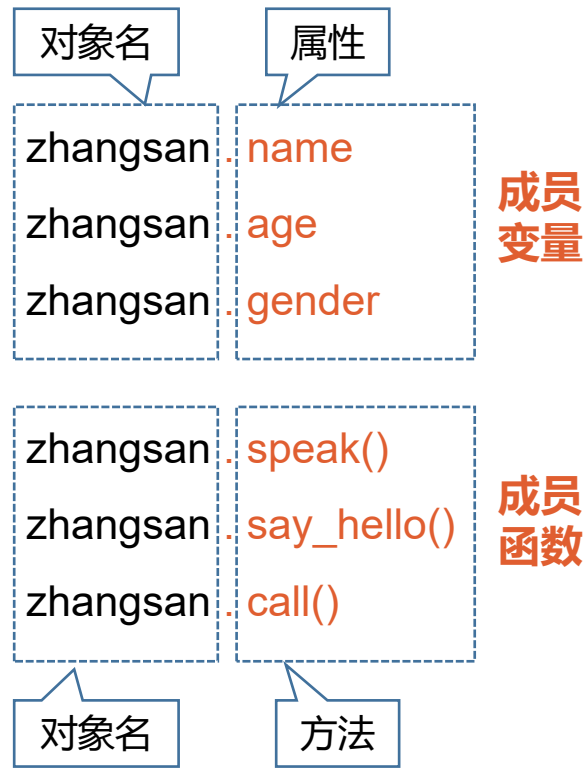 对象名 属性
zhangsan . name
zhangsan . age
zhangsan . gender
成员
变量
zhangsan . speak()
zhangsan . say_hello()
zhangsan . call()
成员
函数
对象名 方法